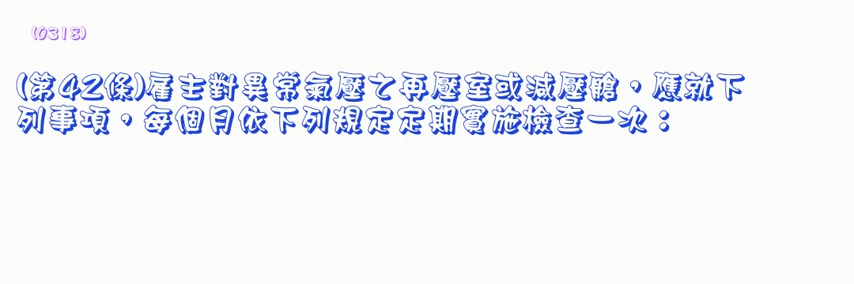 (0318)
(第42條)雇主對異常氣壓之再壓室或減壓艙，應就下
列事項，每個月依下列規定定期實施檢查一次：